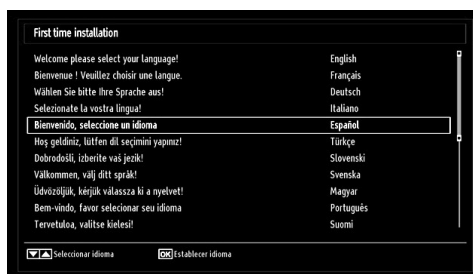 First time installation
Welcome please select your language! English
Bienvenue ! Veuillez choisir une langue. Français
Wählen Sie bitte Ihre Sprache aus! Deutsch
Selezionate la vostra lingua! Italiano
Bienvenido, seleccione un idioma Español
Hoş geldiniz, lütfen dil seçimini yapınız! Türkçe
Dobrodošli, izberite vaš jezik! Slovenski
Välkommen, välj ditt språk! Svenska
Üdvözöljük, kérjük válassza ki a nyelvet! Magyar
Bem-vindo, favor selecionar seu idioma Português
Tervetuloa, valitse kielesi! Suomi
Seleccionar idioma OK Establecer idioma